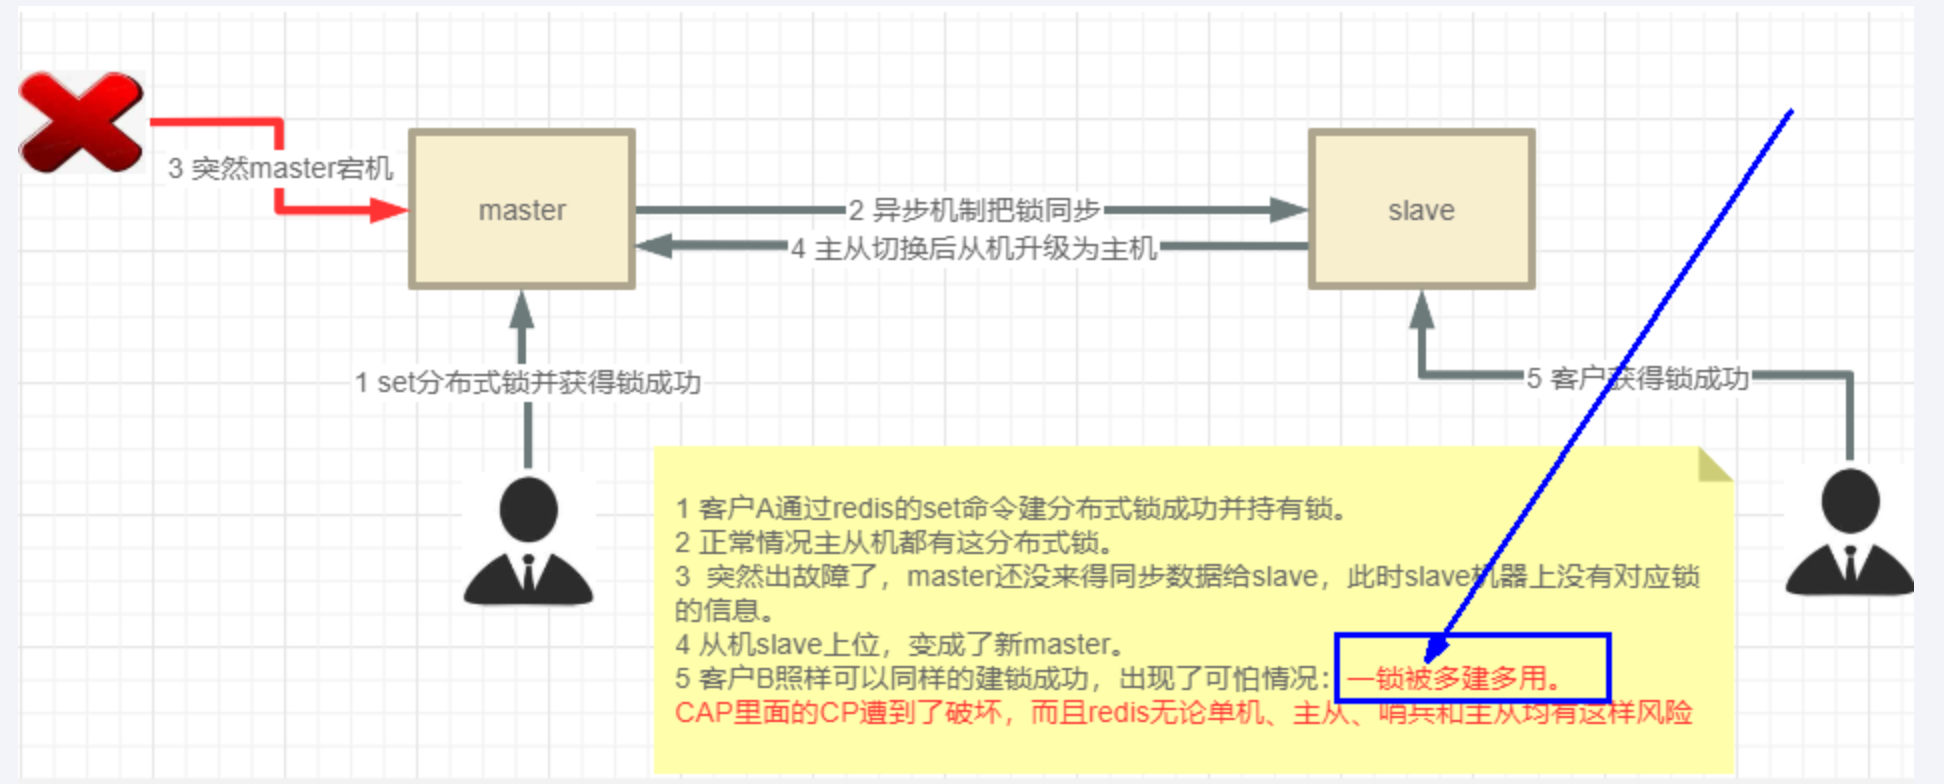 3 突然master宕机
master
2 异步机制把锁同步
4 主从切换后从机升级为主机
slave
1 set分布式锁并获得锁成功
5 客户获得锁成功
1 客户A通过redis的set命令建分布式锁成功并持有锁。
2 正常情况主从机都有这分布式锁。
3 突然出故障了，master还没来得同步数据给slave，此时slave机器上没有对应锁
的信息。
4 从机slave上位，变成了新master。
5 客户B照样可以同样的建锁成功，出现了可怕情况：一锁被多建多用。
CAP里面的CP遭到了破坏，而且redis无论单机、主从、哨兵和主从均有这样风险